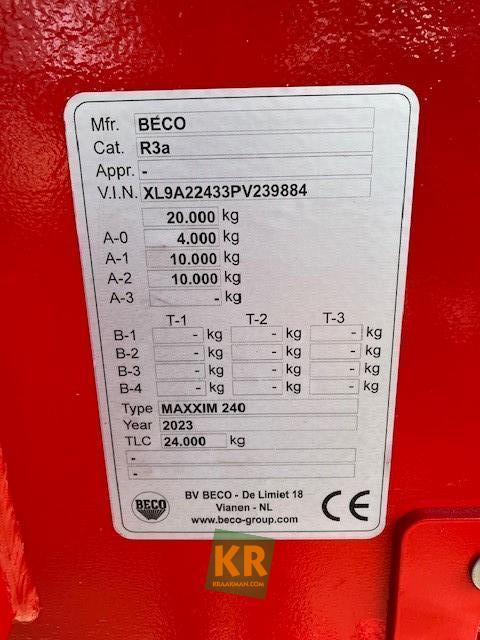 Mfr. BECO
Cat. R3a
Appr. -
V.I.N. XL9A22433PV239884
20.000 kg
A-0 4.000 kg
A-1 10.000 kg
A-2 10.000 kg
A-3 - kg
T-1 T-2 T-3
B-1 - kg - kg - kg
B-2 - kg - kg - kg
B-3 - kg - kg - kg
B-4 - kg - kg - kg
Type MAXXIM 240
Year 2023
TLC 24.000 kg
-
-
BECO
BV BECO - De Limiet 18
Vianen - NL
www.beco-group.com
CE
KR
KRAAKMAN.COM